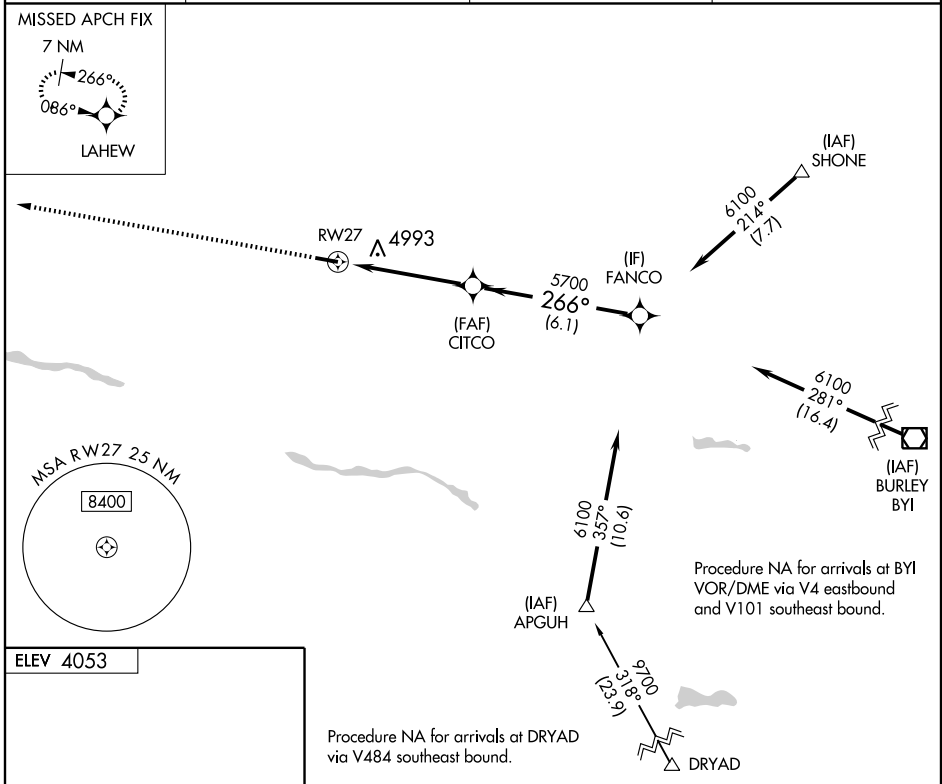 MISSED APCH FIX
7 NM
266°
086°
LAHEW
(IAF)
SHONE
6100
214°
(7.7)
RW27
4993
(IF)
FANCO
5700
266°
(6.1)
(FAF)
CITCO
6100
281°
(16.4)
(IAF)
BURLEY
BYI
MSA RW27 25 NM
8400
6100
357°
(10.6)
(IAF)
APGUH
Procedure NA for arrivals at BYI
VOR/DME via V4 eastbound
and V101 southeast bound.
ELEV 4053
9700
318°
(23.9)
Procedure NA for arrivals at DRYAD
via V484 southeast bound.
DRYAD